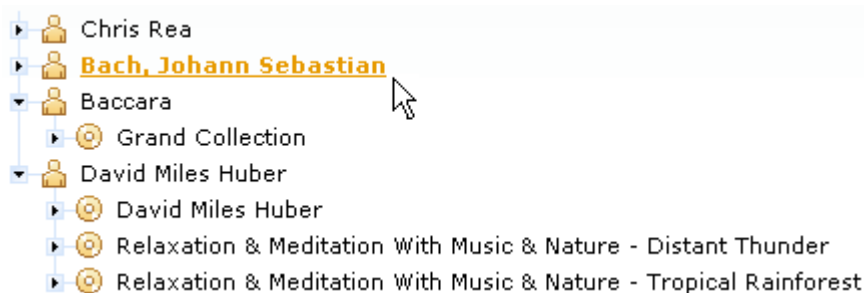 Chris Rea
Bach, Johann Sebastian
Baccara
Grand Collection
David Miles Huber
David Miles Huber
Relaxation & Meditation With Music & Nature - Distant Thunder
Relaxation & Meditation With Music & Nature - Tropical Rainforest